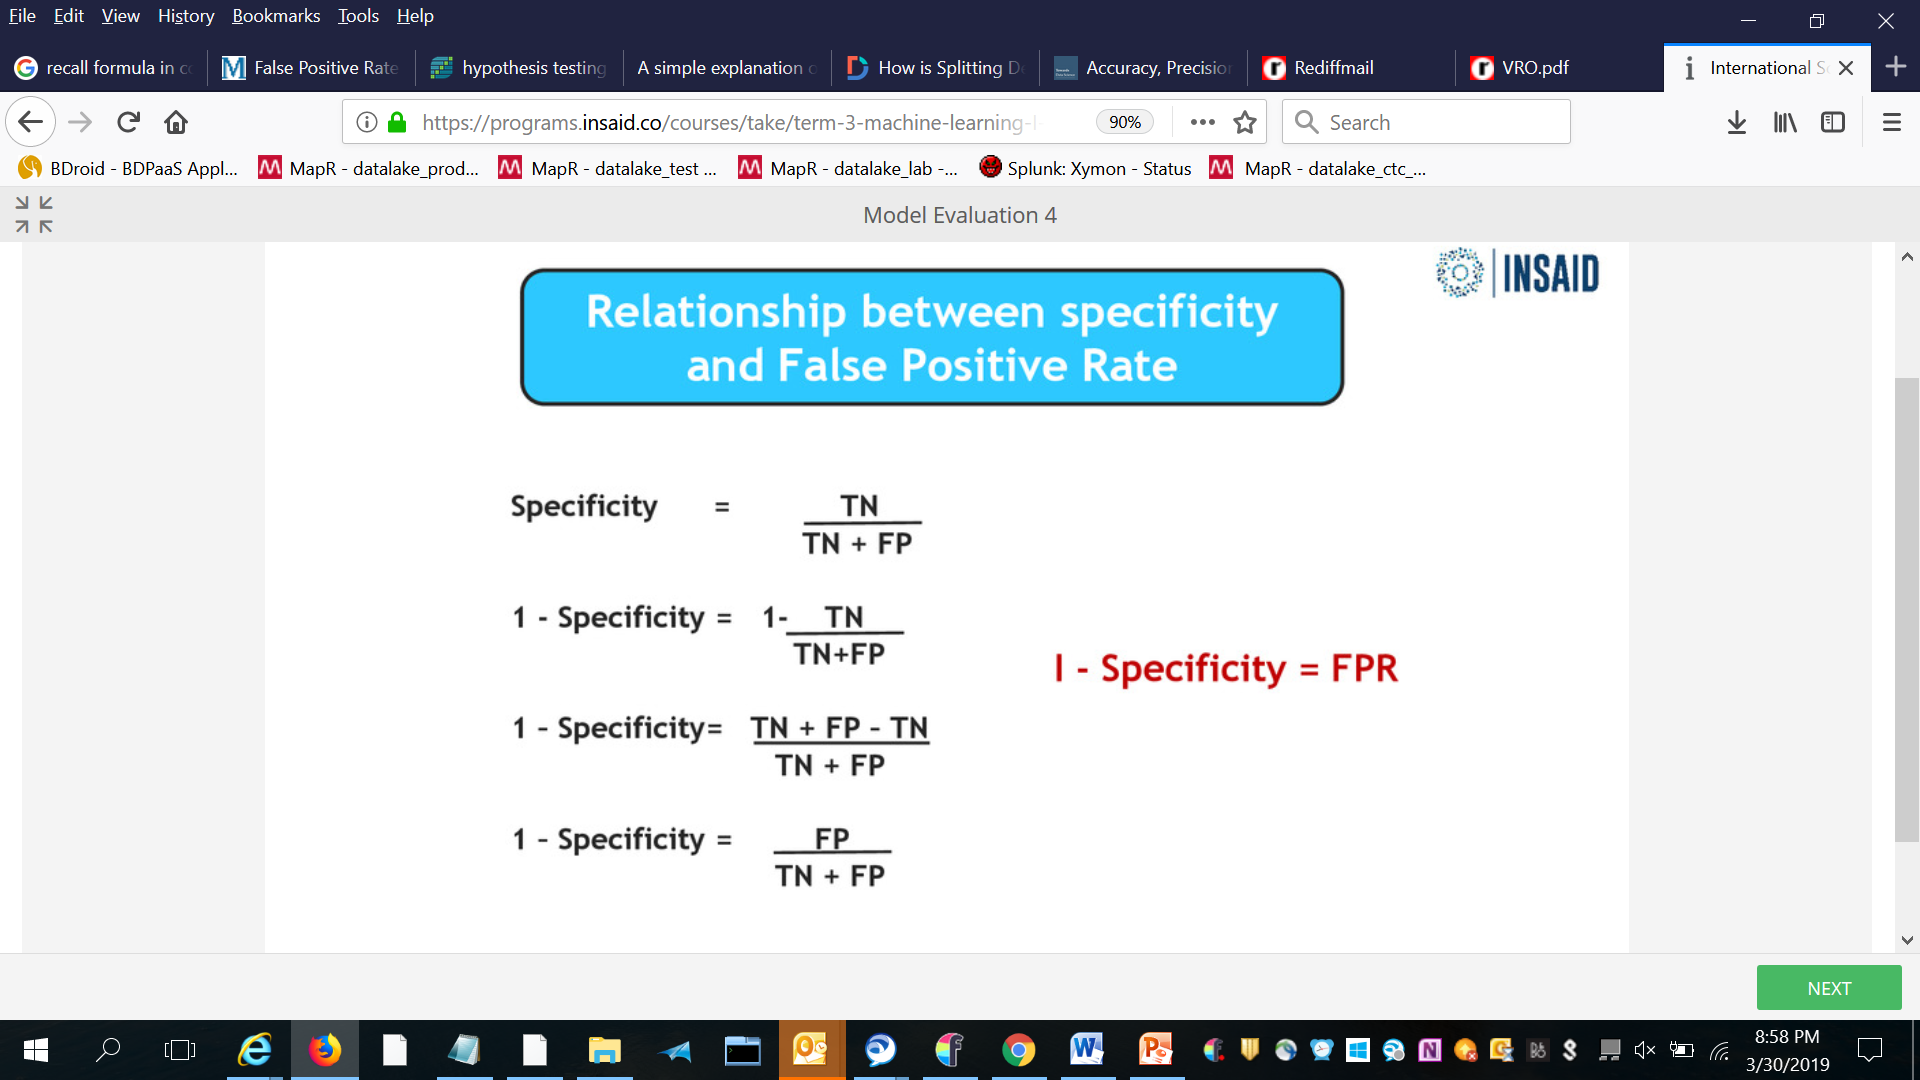 File Edit View History Bookmarks Tools Help
recall formula in co False Positive Rate hypothesis testing A simple explanation o How is Splitting De Accuracy, Precision Rediffmail VRO.pdf International S
https://programs.insaid.co/courses/take/term-3-machine-learning-l 90% Search
BDroid - BDPaaS Appl... MapR - datalake_prod... MapR - datalake_test ... MapR - datalake_lab -... Splunk: Xymon - Status MapR - datalake_ctc_...
Model Evaluation 4
INSAID
Relationship between specificity
and False Positive Rate
Specificity = TN
TN + FP
1 - Specificity = 1- TN
TN+FP
I - Specificity = FPR
1 - Specificity= TN + FP - TN
TN + FP
1 - Specificity = FP
TN + FP
NEXT
8:58 PM
3/30/2019